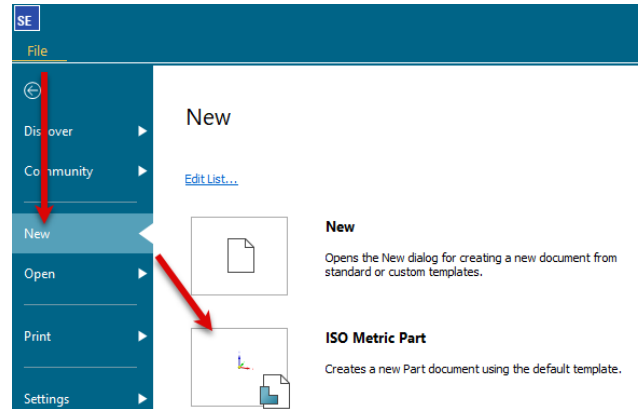 SE
File
Discover
Community
New
Open
Print
Settings
New
Edit List...
New
Opens the New dialog for creating a new document from
standard or custom templates.
ISO Metric Part
Creates a new Part document using the default template.